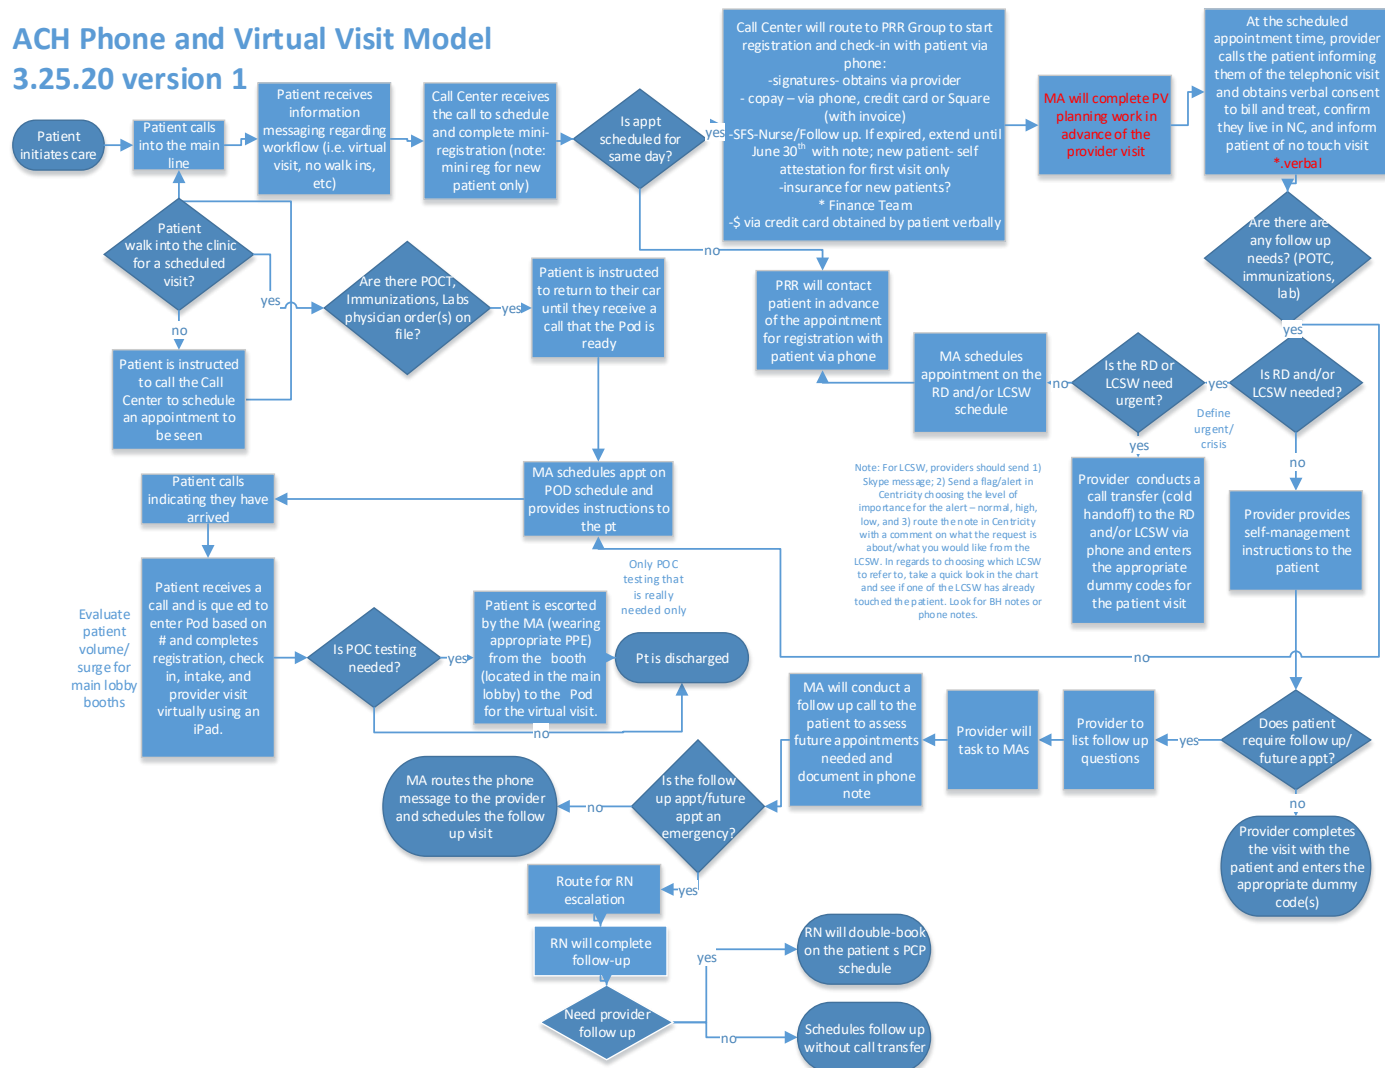 ACH Phone and Virtual Visit Model
3.25.20 version 1
Patient
initiates care
Patient calls
into the main
line
Patient receives
information
messaging regarding
workflow (i.e. virtual
visit, no walk ins,
etc)
Call Center receives
the call to schedule
and complete mini-
registration (note:
mini reg for new
patient only)
Is appt
scheduled for
same day?
yes
no
Call Center will route to PRR Group to start
registration and check-in with patient via
phone:
-signatures- obtains via provider
- copay – via phone, credit card or Square
(with invoice)
-SFS-Nurse/Follow up. If expired, extend until
June 30th with note; new patient- self
attestation for first visit only
-insurance for new patients?
* Finance Team
-$ via credit card obtained by patient verbally
MA will complete PV
planning work in
advance of the
provider visit
At the scheduled
appointment time, provider
calls the patient informing
them of the telephonic visit
and obtains verbal consent
to bill and treat, confirm
they live in NC, and inform
patient of no touch visit
*.verbal
Patient
walk into the clinic
for a scheduled
visit?
yes
no
Patient is instructed
to call the Call
Center to schedule
an appointment to
be seen
Are there POCT,
Immunizations, Labs
physician order(s) on
file?
yes
Patient is instructed
to return to their car
until they receive a
call that the Pod is
ready
PRR will contact
patient in advance
of the appointment
for registration with
patient via phone
MA schedules
appointment on the
RD and/or LCSW
schedule
no
Is the RD or
LCSW need
urgent?
yes
yes
Define
urgent/
crisis
Are there are
any follow up
needs? (POTC,
immunizations,
lab)
yes
Is RD and/or
LCSW needed?
no
Patient calls
indicating they have
arrived
MA schedules appt on
POD schedule and
provides instructions to
the pt
Note: For LCSW, providers should send 1)
Skype message; 2) Send a flag/alert in
Centricity choosing the level of
importance for the alert – normal, high,
low, and 3) route the note in Centricity
with a comment on what the request is
about/what you would like from the
LCSW. In regards to choosing which LCSW
to refer to, take a quick look in the chart
and see if one of the LCSW has already
touched the patient. Look for BH notes or
phone notes.
Provider conducts a
call transfer (cold
handoff) to the RD
and/or LCSW via
phone and enters
the appropriate
dummy codes for
the patient visit
Provider provides
self-management
instructions to the
patient
Only POC
testing that
is really
needed only
no
Evaluate
patient
volume/
surge for
main lobby
booths
Patient receives a
call and is queued to
enter Pod based on
# and completes
registration, check
in, intake, and
provider visit
virtually using an
iPad.
Is POC testing
needed?
yes
no
Patient is escorted
by the MA (wearing
appropriate PPE)
from the booth
(located in the main
lobby) to the Pod
for the virtual visit.
Pt is discharged
MA will conduct a
follow up call to the
patient to assess
future appointments
needed and
document in phone
note
Provider will
task to MAs
Provider to
list follow up
questions
yes
Does patient
require follow up/
future appt?
no
Provider completes
the visit with the
patient and enters the
appropriate dummy
code(s)
MA routes the phone
message to the provider
and schedules the follow
up visit
no
Is the follow
up appt/future
appt an
emergency?
yes
Route for RN
escalation
RN will complete
follow-up
Need provider
follow up
yes
no
RN will double-book
on the patient s PCP
schedule
Schedules follow up
without call transfer